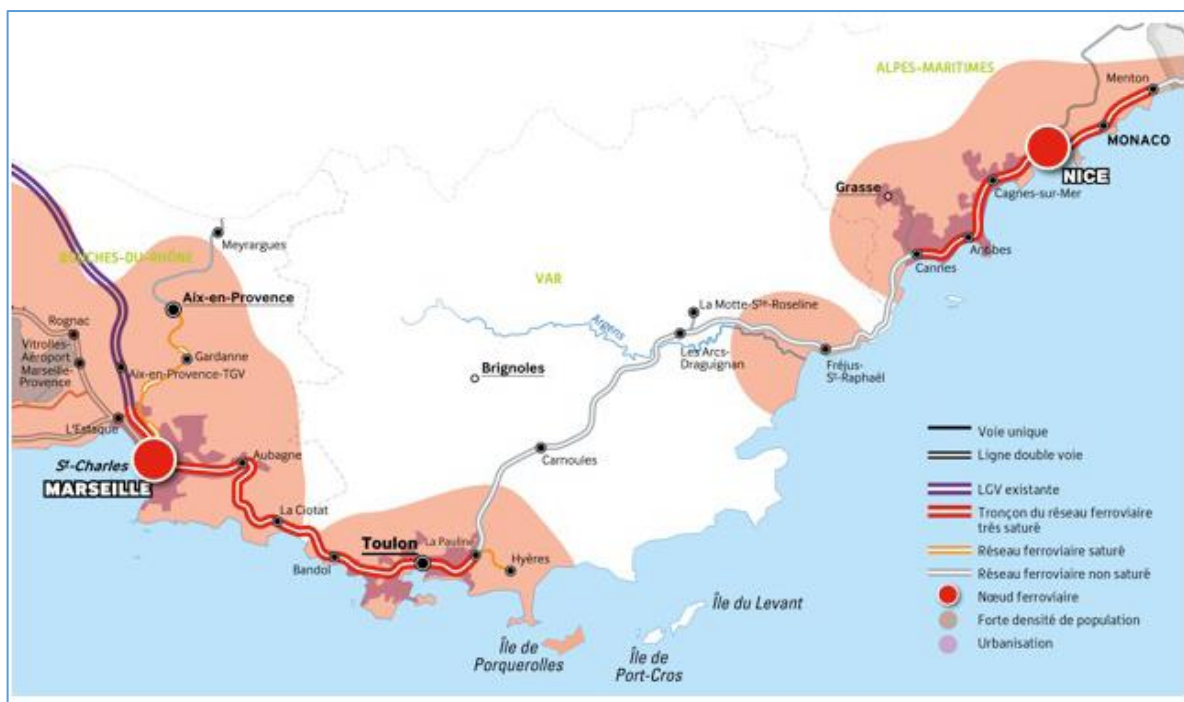 ALPES-MARITIMES
Menton
MONACO
NICE
Grasse
Cagnes-sur-Mer
Antibes
Cannes
Meyrargues
BOUCHES-DU-RHÔNE
Aix-en-Provence
VAR
La Motte-Ste-Roseline
Argens
Rognac
Vitrolles-
Aéroport
Marseille-
Provence
Gardanne
Aix-en-Provence-TGV
Brignoles
Les Arcs-
Draguignan
Fréjus-
St-Raphaël
L'Estaque
St-Charles
MARSEILLE
Aubagne
Carnoules
La Ciotat
Toulon
La Pauline
Hyères
Bandol
Île du Levant
Île de
Porquerolles
Île de
Port-Cros
Voie unique
Ligne double voie
LGV existante
Tronçon du réseau ferroviaire
très saturé
Réseau ferroviaire saturé
Réseau ferroviaire non saturé
Nœud ferroviaire
Forte densité de population
Urbanisation